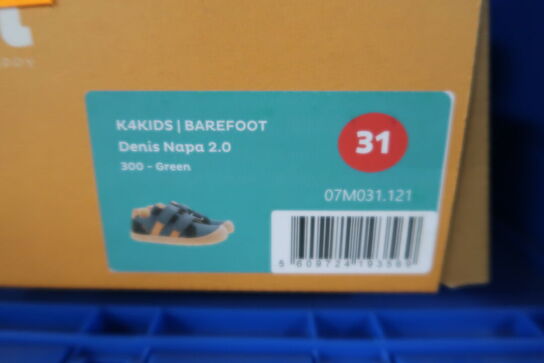 K4KIDS | BAREFOOT
Denis Napa 2.0
300 - Green
31
07M031.121